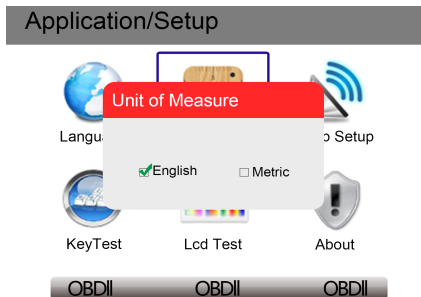 Application/Setup
Unit of Measure
Langu
p Setup
English
Metric
KeyTest
Lcd Test
About
OBDII
OBDII
OBDII